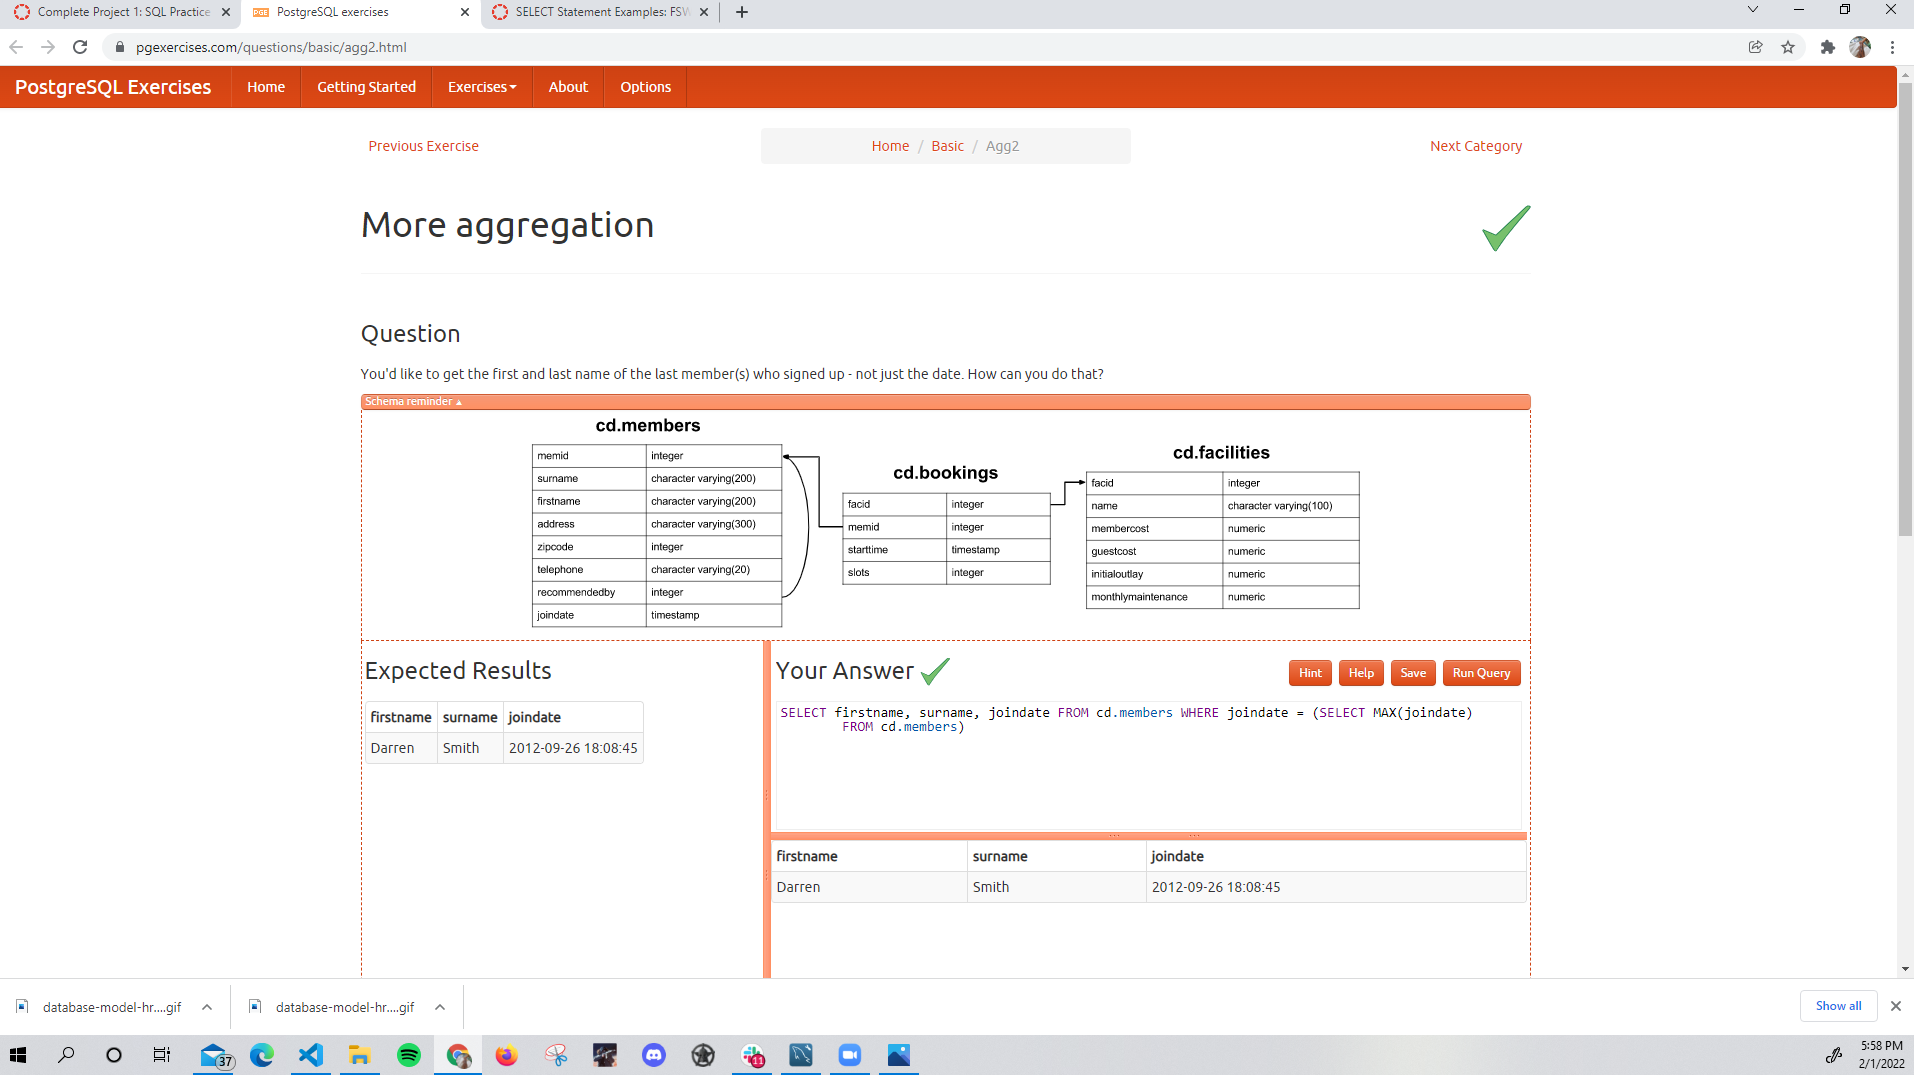 Complete Project 1: SQL Practice
PostgreSQL exercises
SELECT Statement Examples: FSW
pgexercises.com/questions/basic/agg2.html
PostgreSQL Exercises
Home
Getting Started
Exercises
About
Options
Previous Exercise
Home / Basic / Agg2
Next Category
More aggregation
Question
You'd like to get the first and last name of the last member(s) who signed up - not just the date. How can you do that?
Schema reminder
cd.members
memid integer
surname character varying(200)
firstname character varying(200)
address character varying(300)
zipcode integer
telephone character varying(20)
recommendedby integer
joindate timestamp
cd.bookings
facid integer
memid integer
starttime timestamp
slots integer
cd.facilities
facid integer
name character varying(100)
membercost numeric
guestcost numeric
initialoutlay numeric
monthlymaintenance numeric
Expected Results
firstname surname joindate
Darren Smith 2012-09-26 18:08:45
Your Answer
Hint
Help
Save
Run Query
SELECT firstname, surname, joindate FROM cd.members WHERE joindate = (SELECT MAX(joindate)
FROM cd.members)
firstname surname joindate
Darren Smith 2012-09-26 18:08:45
database-model-hr....gif
database-model-hr....gif
Show all
37
11
5:58 PM
2/1/2022